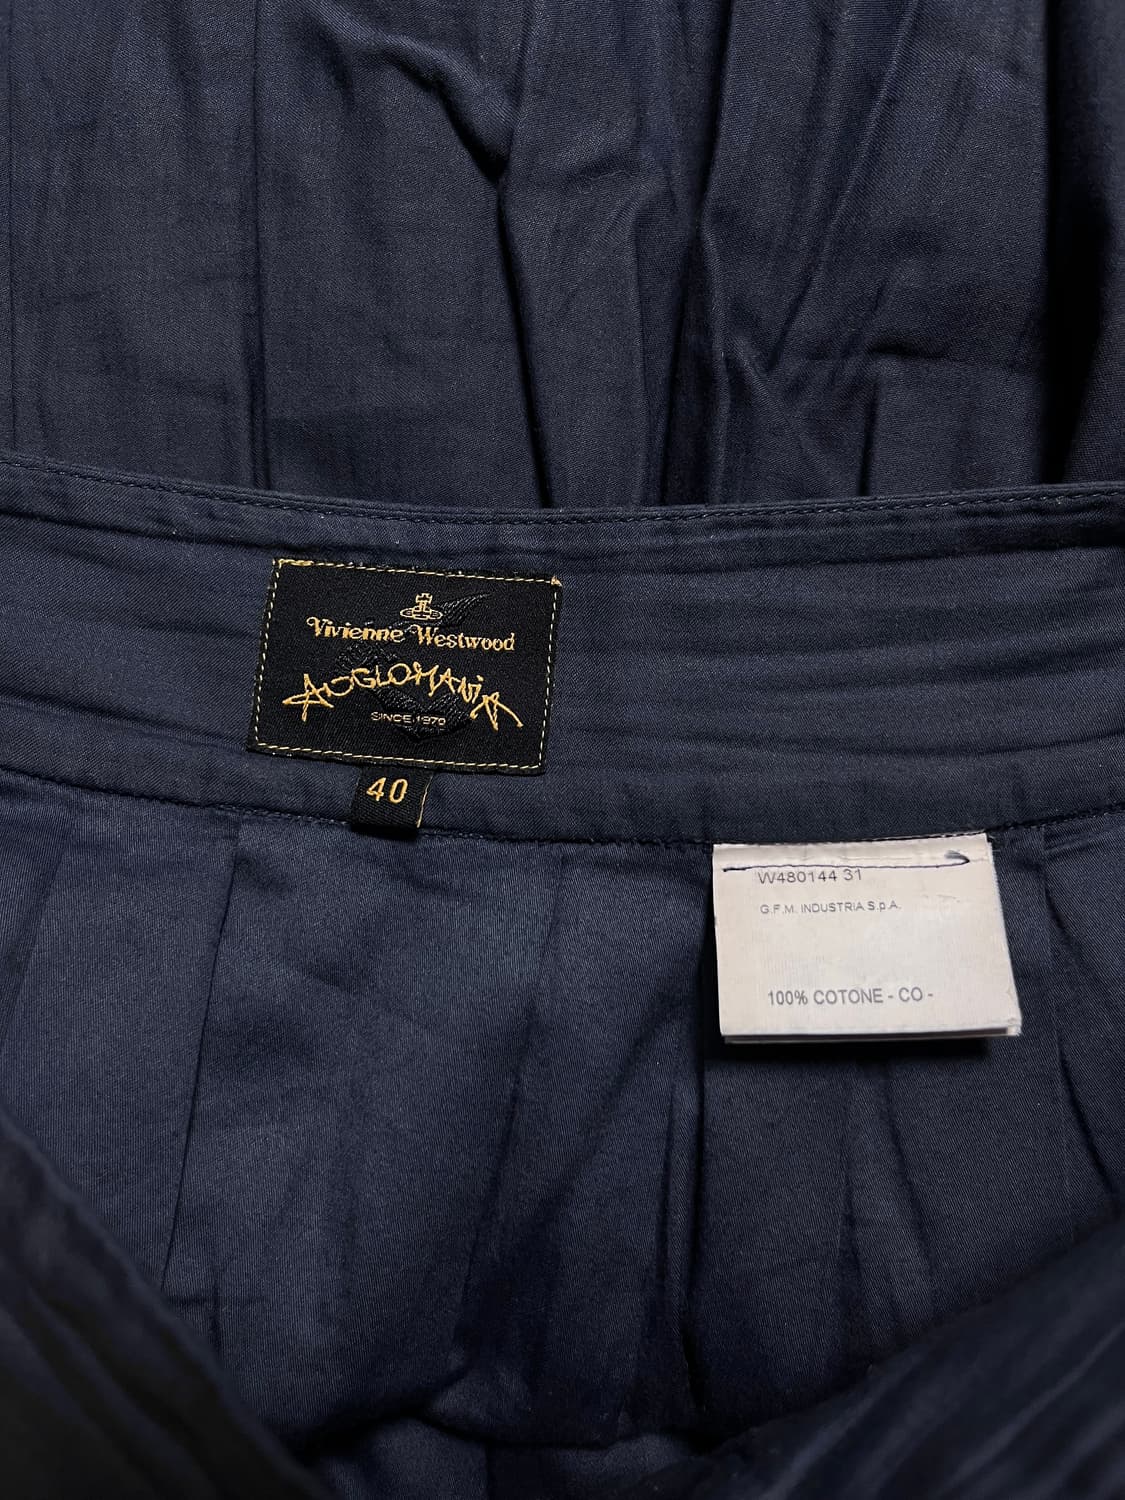 Vivienne Westwood
ANGLOMANIA
SINCE 1970
40
W480144 31
G.F.M. INDUSTRIA S.p.A.
100% COTONE - CO -